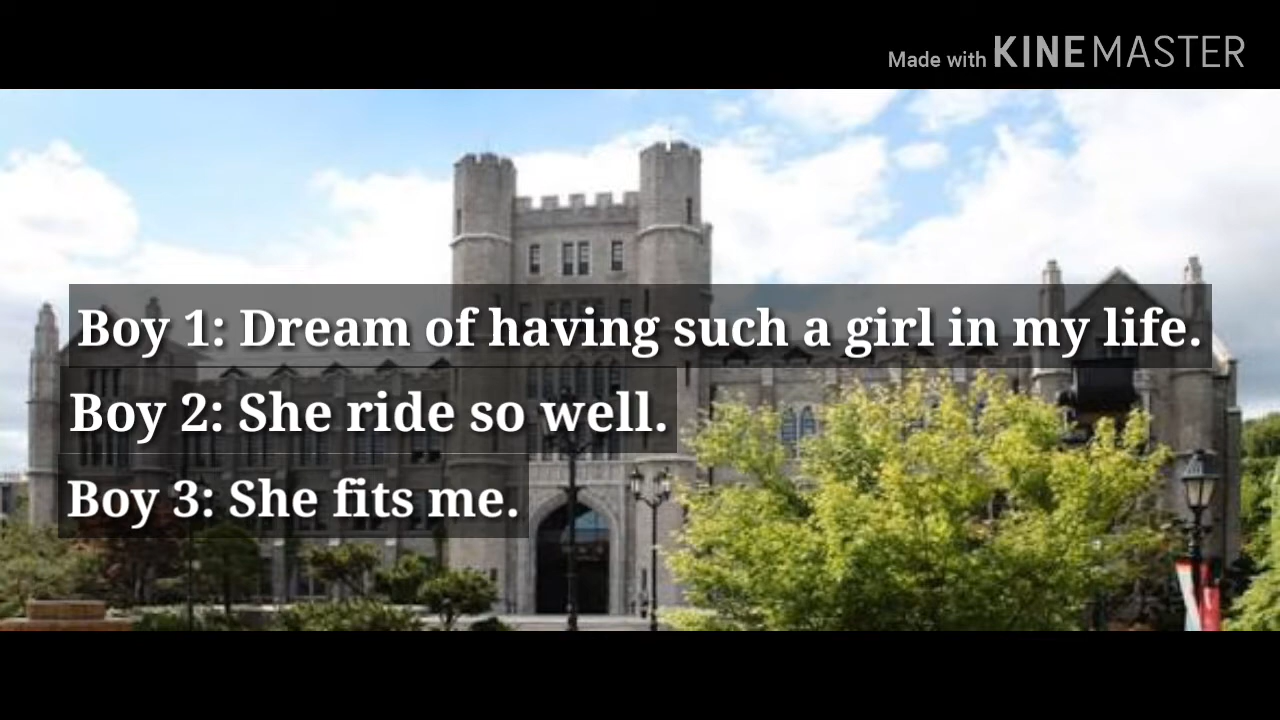 Made with KINEMASTER
Boy 1: Dream of having such a girl in my life.
Boy 2: She ride so well.
Boy 3: She fits me.